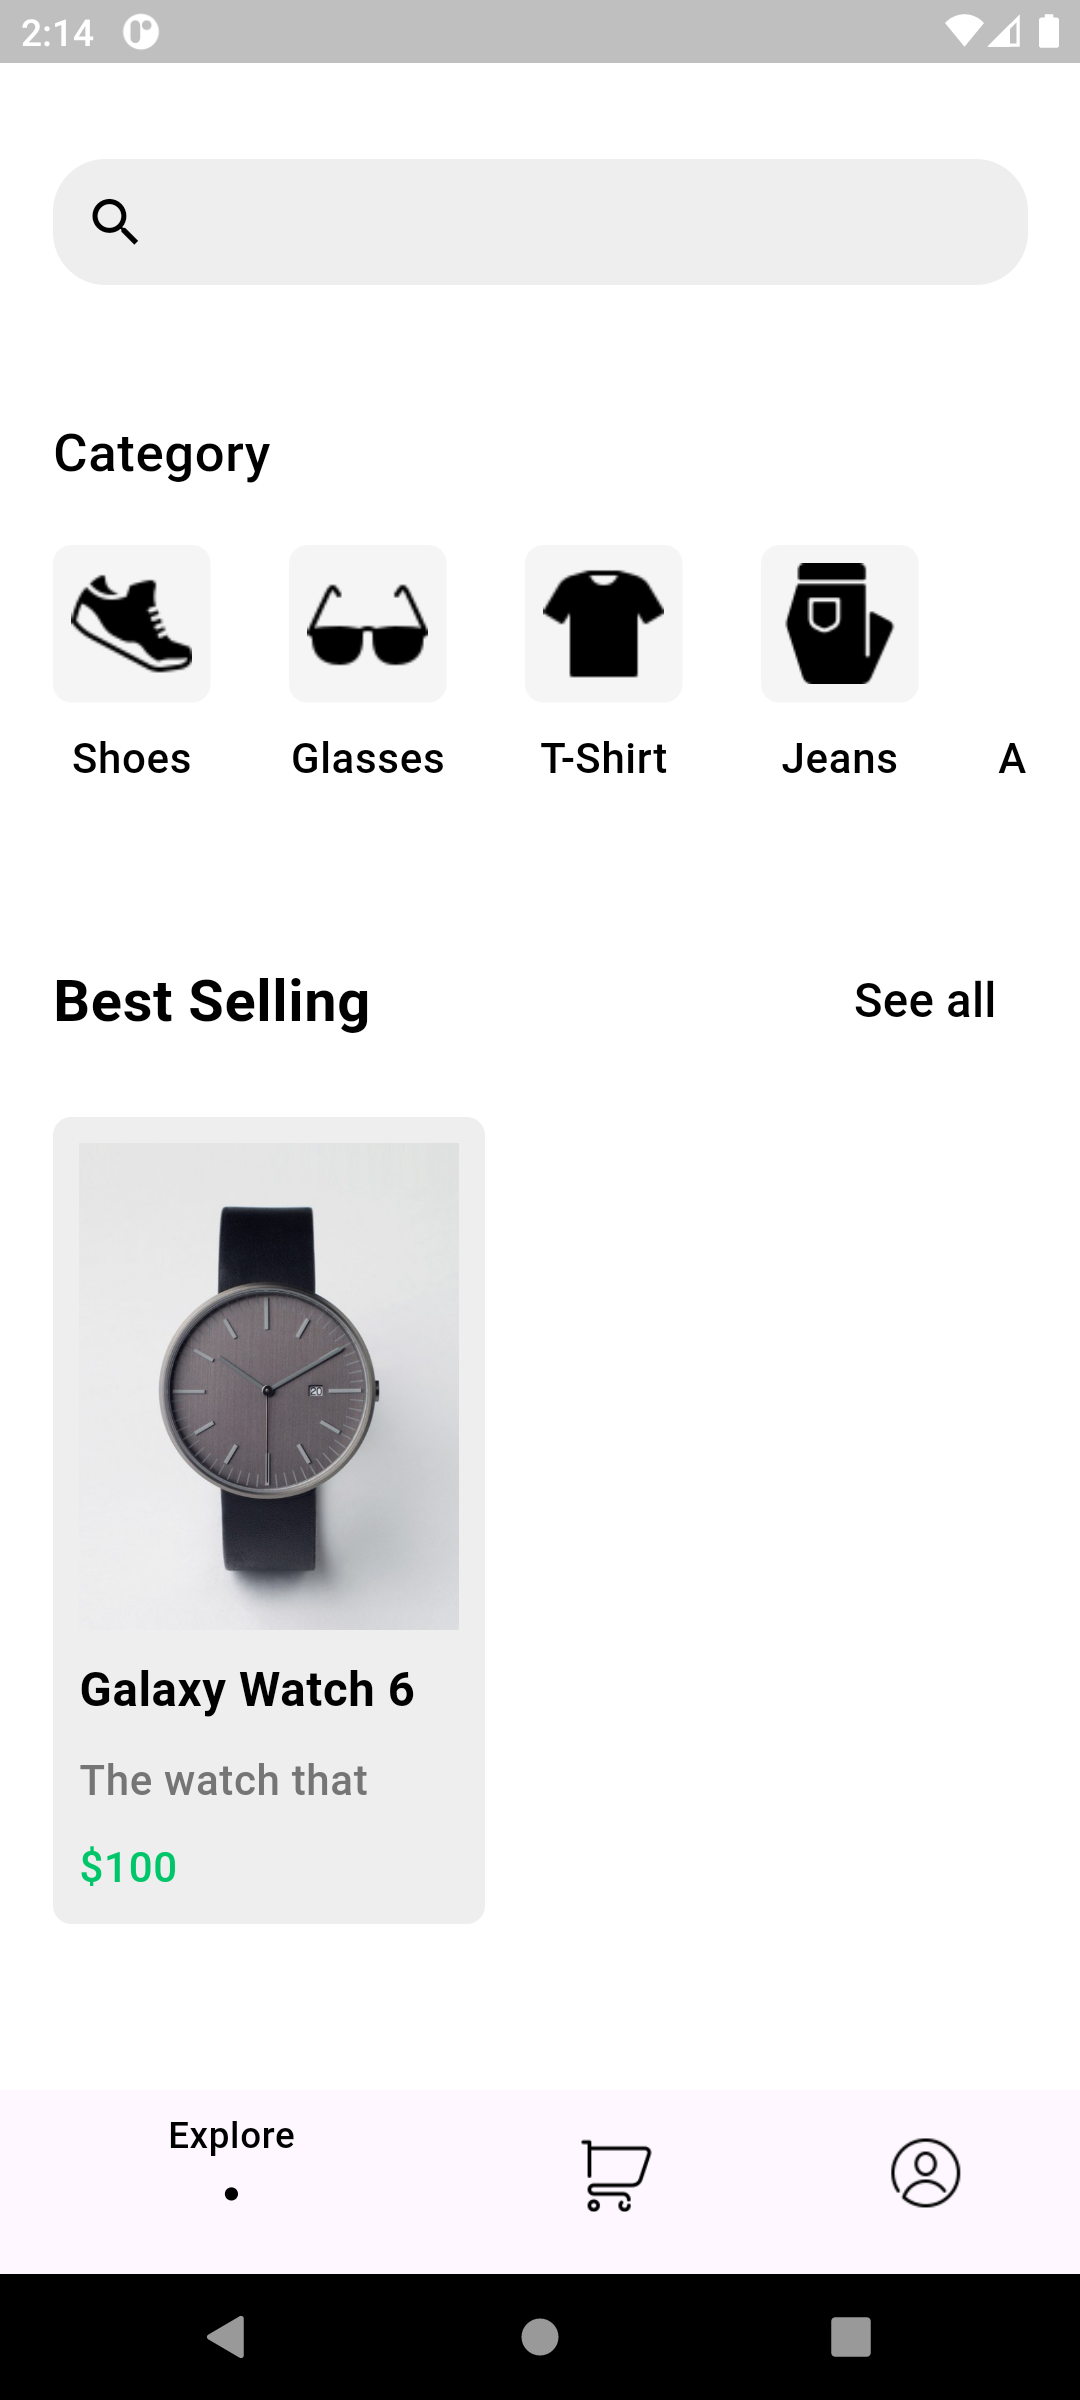 2:14
Category
Shoes
Glasses
T-Shirt
Jeans
A
Best Selling
See all
20
Galaxy Watch 6
The watch that
$100
Explore